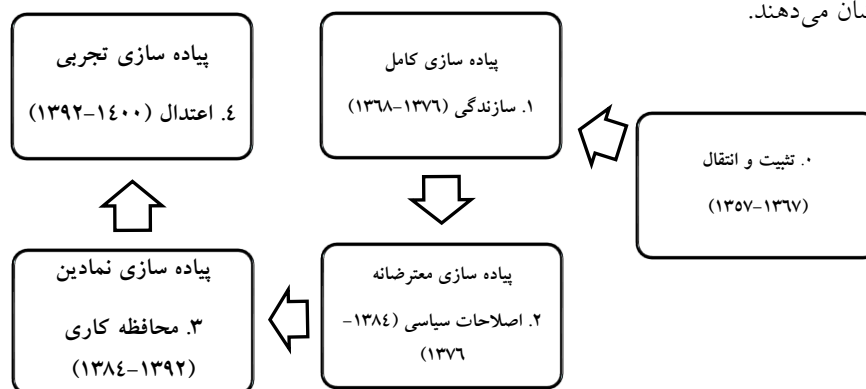 سان می‌دهند.
۰. تثبیت و انتقال
(۱۳۵۷–۱۳۶۷)
پیاده سازی کامل
۱. سازندگی (۱۳۷۶–۱۳۶۸)
پیاده سازی معترضانه
۲. اصلاحات سیاسی (۱۳۸۴–
۱۳۷۶)
پیاده سازی نمادین
۳. محافظه کاری
(۱۳۸۴–۱۳۹۲)
پیاده سازی تجربی
۴. اعتدال (۱۴۰۰–۱۳۹۲)